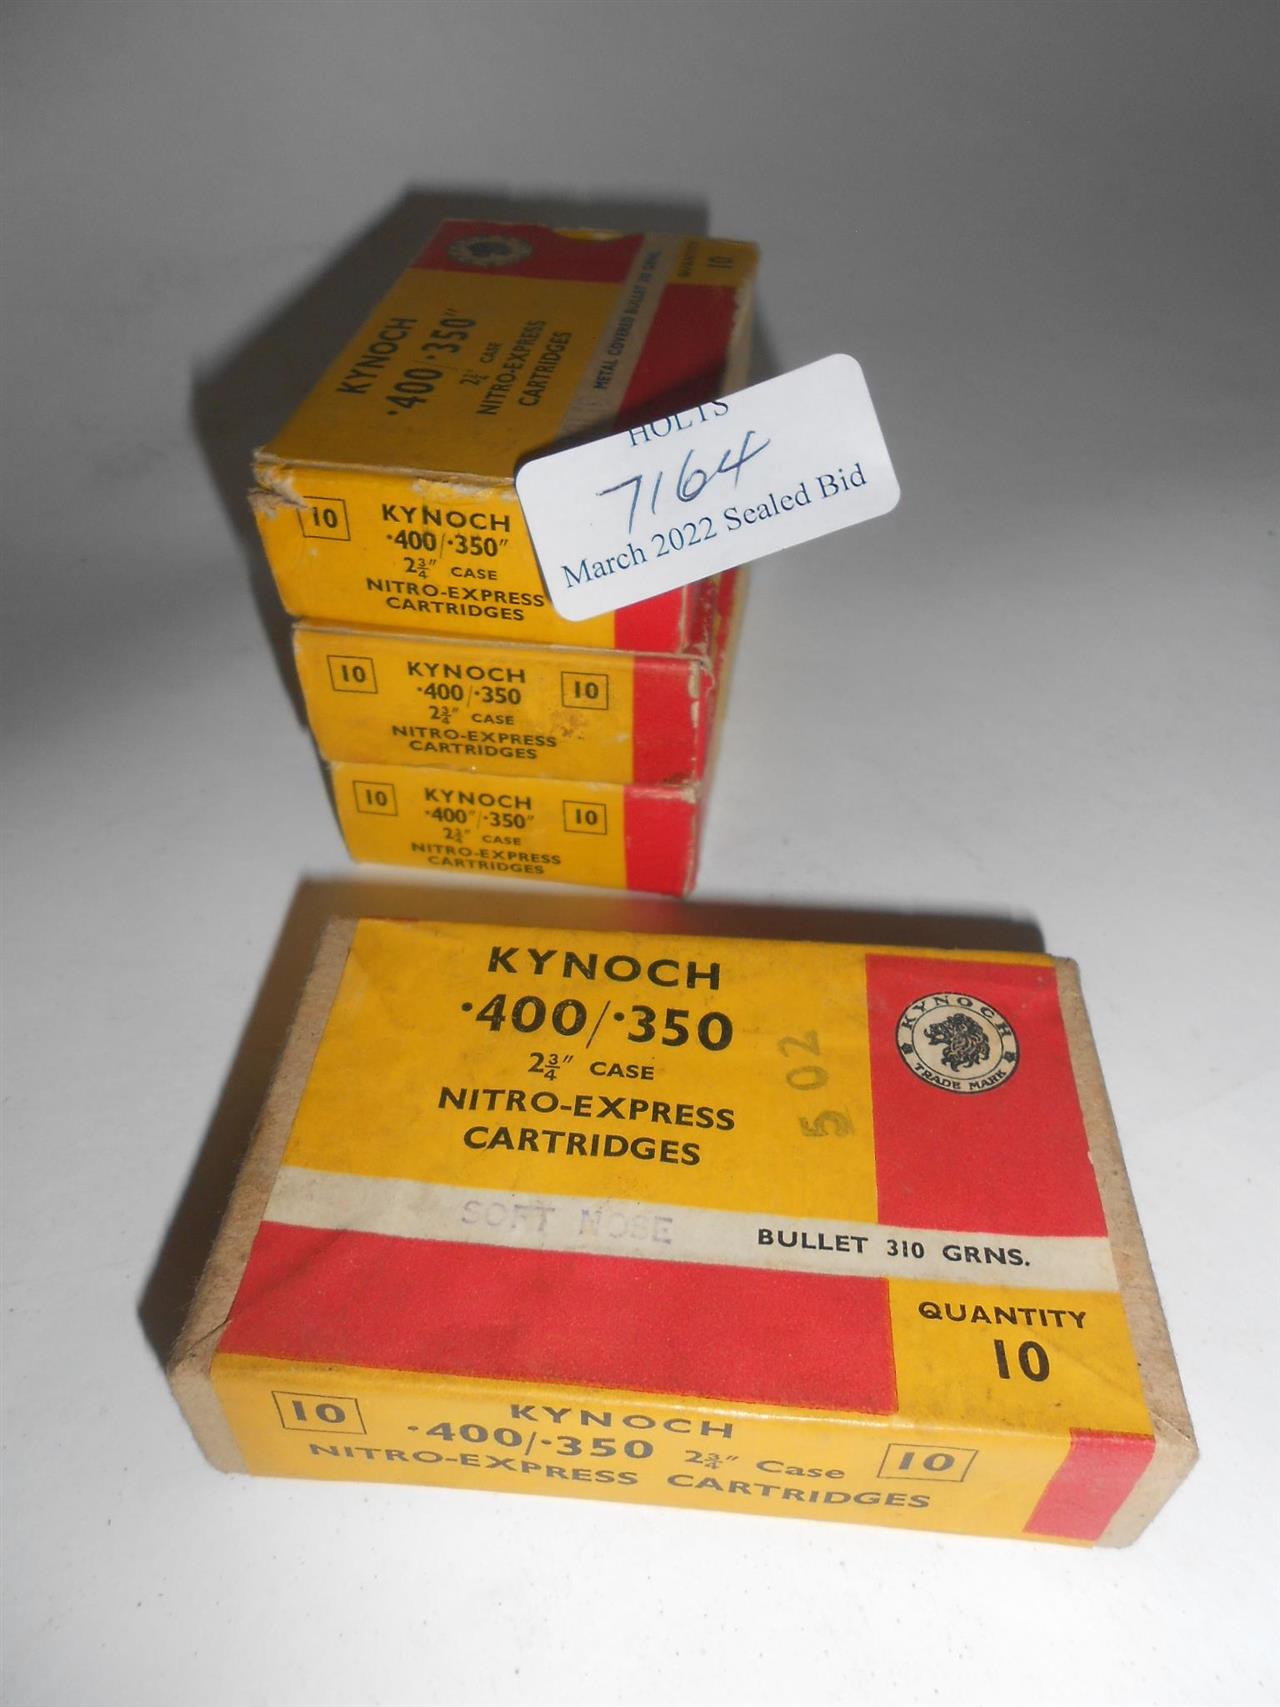 KYNOCH
·400/·350"
2¾" CASE
NITRO-EXPRESS
CARTRIDGES
METAL COVERED BULLET 310 GRNS.
QUANTITY
10
HOLTS
7164
March 2022 Sealed Bid
10
KYNOCH
·400/·350"
2¾" CASE
NITRO-EXPRESS
CARTRIDGES
10 KYNOCH 10
·400/·350
2¾" CASE
NITRO-EXPRESS
CARTRIDGES
10 KYNOCH 10
·400"/·350"
2¾" CASE
NITRO-EXPRESS
CARTRIDGES
KYNOCH
·400/·350
2¾" CASE
NITRO-EXPRESS
CARTRIDGES
502
KYNOCH
TRADE MARK
SOFT NOSE BULLET 310 GRNS.
QUANTITY
10
10 KYNOCH 10
·400/·350 2¾" Case
NITRO-EXPRESS CARTRIDGES